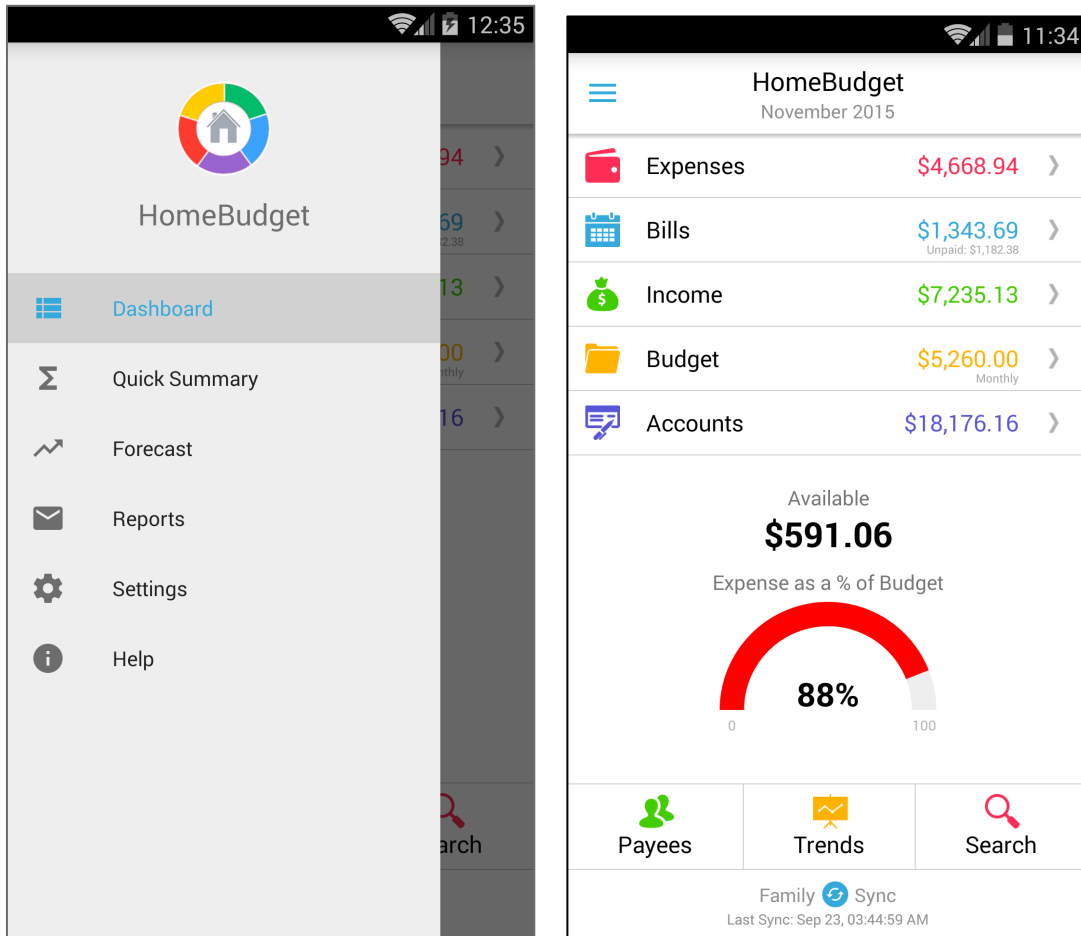 12:35
HomeBudget
Dashboard
Quick Summary
Forecast
Reports
Settings
Help
94
69
2.38
13
00
thly
16
arch
11:34
HomeBudget
November 2015
Expenses $4,668.94
Bills $1,343.69
Unpaid: $1,182.38
Income $7,235.13
Budget $5,260.00
Monthly
Accounts $18,176.16
Available
$591.06
Expense as a % of Budget
88%
0 100
Payees Trends Search
Family Sync
Last Sync: Sep 23, 03:44:59 AM